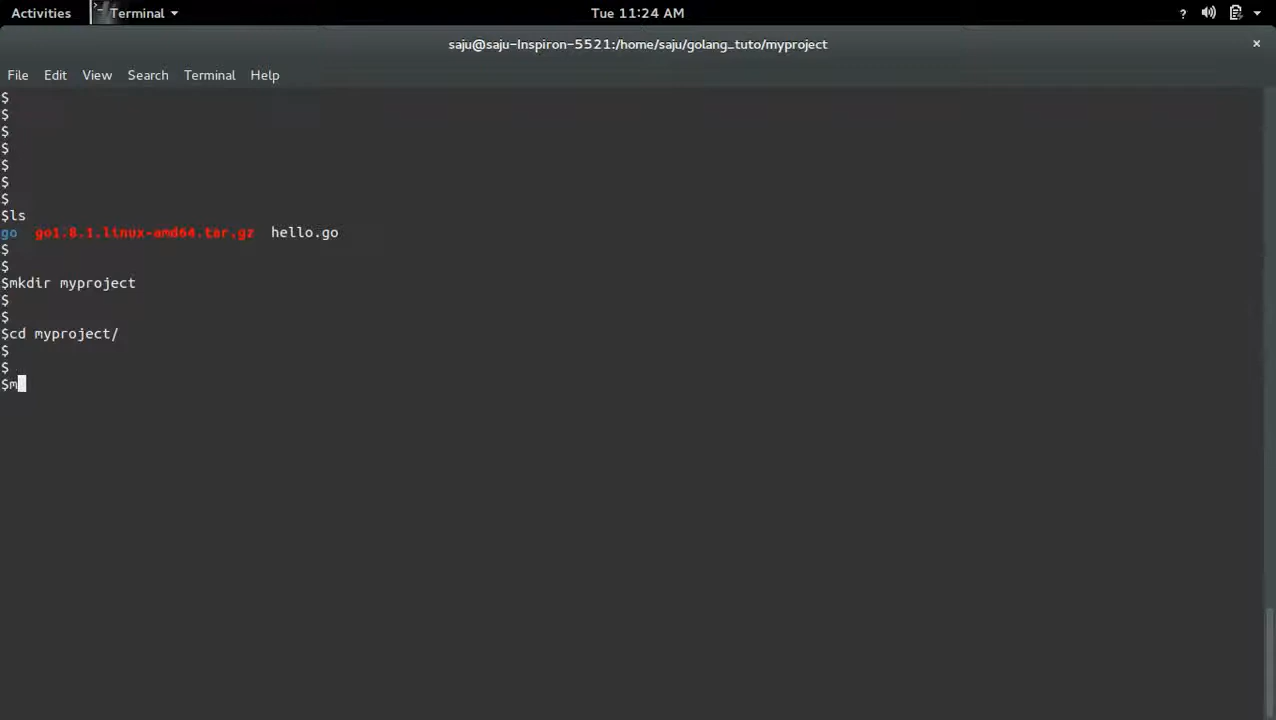 Activities Terminal Tue 11:24 AM ?
saju@saju-Inspiron-5521:/home/saju/golang_tuto/myproject ×
File Edit View Search Terminal Help
$
$
$
$
$
$
$
$ls
go go1.8.1.linux-amd64.tar.gz hello.go
$
$
$mkdir myproject
$
$
$cd myproject/
$
$
$m